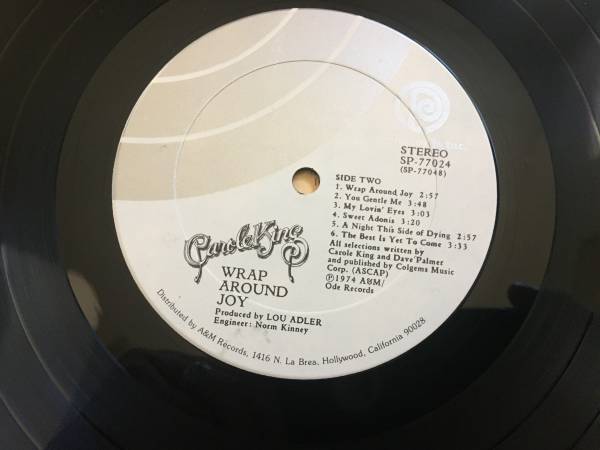 STEREO
SP-77024
(SP-77048)
SIDE TWO
1. Wrap Around Joy 2:57
2. You Gentle Me 3:48
3. My Lovin' Eyes 3:03
4. Sweet Adonis 3:20
5. A Night This Side of Dying 2:57
6. The Best Is Yet To Come 3:33
All selections written by
Carole King and Dave Palmer
and published by Colgems Music
Corp. (ASCAP)
Ⓟ1974 A&M/
Ode Records
Carole King
WRAP
AROUND
JOY
Produced by LOU ADLER
Engineer: Norm Kinney
Distributed by A&M Records, 1416 N. La Brea, Hollywood, California 90028